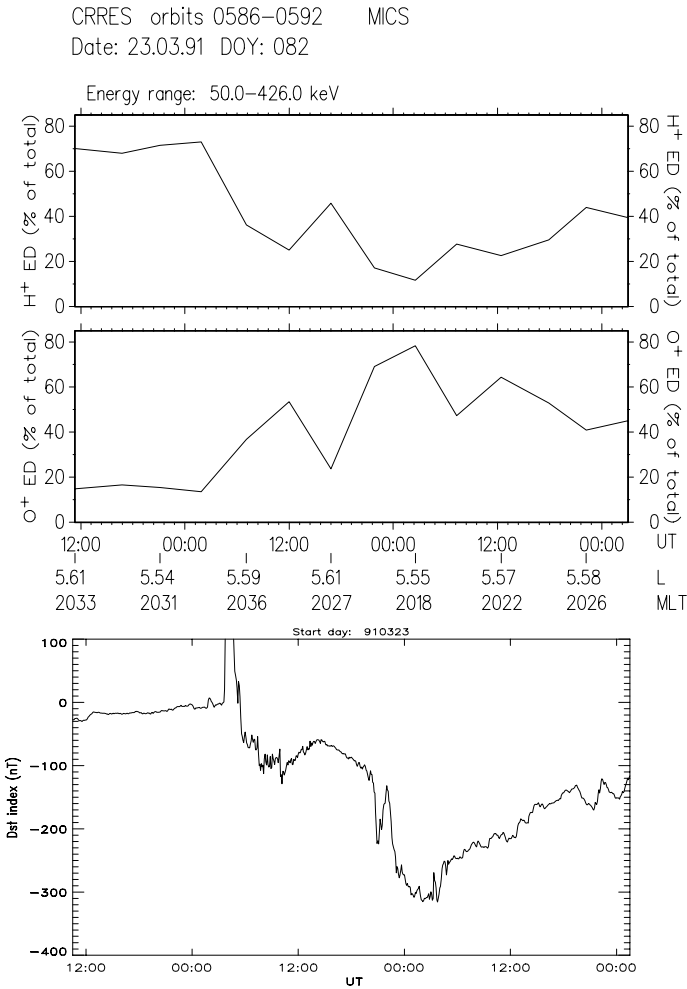 CRRES orbits 0586-0592 MICS
Date: 23.03.91 DOY: 082
Energy range: 50.0-426.0 keV
H+ ED (% of total)
80 80
60 60
40 40
20 20
0 0
H+ ED (% of total)
O+ ED (% of total)
80 80
60 60
40 40
20 20
0 0
O+ ED (% of total)
12:00 00:00 12:00 00:00 12:00 00:00 UT
5.61 5.54 5.59 5.61 5.55 5.57 5.58 L
2033 2031 2036 2027 2018 2022 2026 MLT
Start day: 910323
Dst index (nT)
100
0
-100
-200
-300
-400
12:00 00:00 12:00 00:00 12:00 00:00
UT